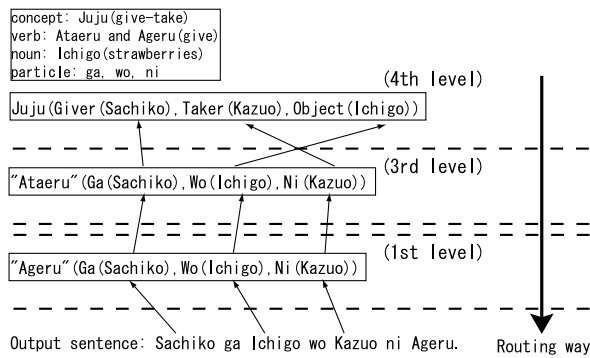 concept: Juju(give-take)
verb: Ataeru and Ageru(give)
noun: Ichigo(strawberries)
particle: ga, wo, ni
(4th level)
Juju(Giver(Sachiko),Taker(Kazuo),Object(Ichigo))
(3rd level)
"Ataeru"(Ga(Sachiko),Wo(Ichigo),Ni(Kazuo))
(1st level)
"Ageru"(Ga(Sachiko),Wo(Ichigo),Ni(Kazuo))
Output sentence: Sachiko ga Ichigo wo Kazuo ni Ageru.
Routing way